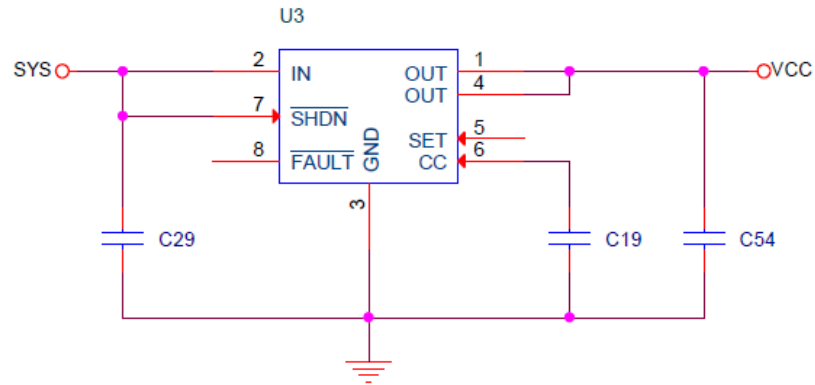 U3
SYS 2 IN OUT 1 VCC
OUT 4
7 SHDN
SET 5
8 FAULT GND CC 6
3
C29 C19 C54